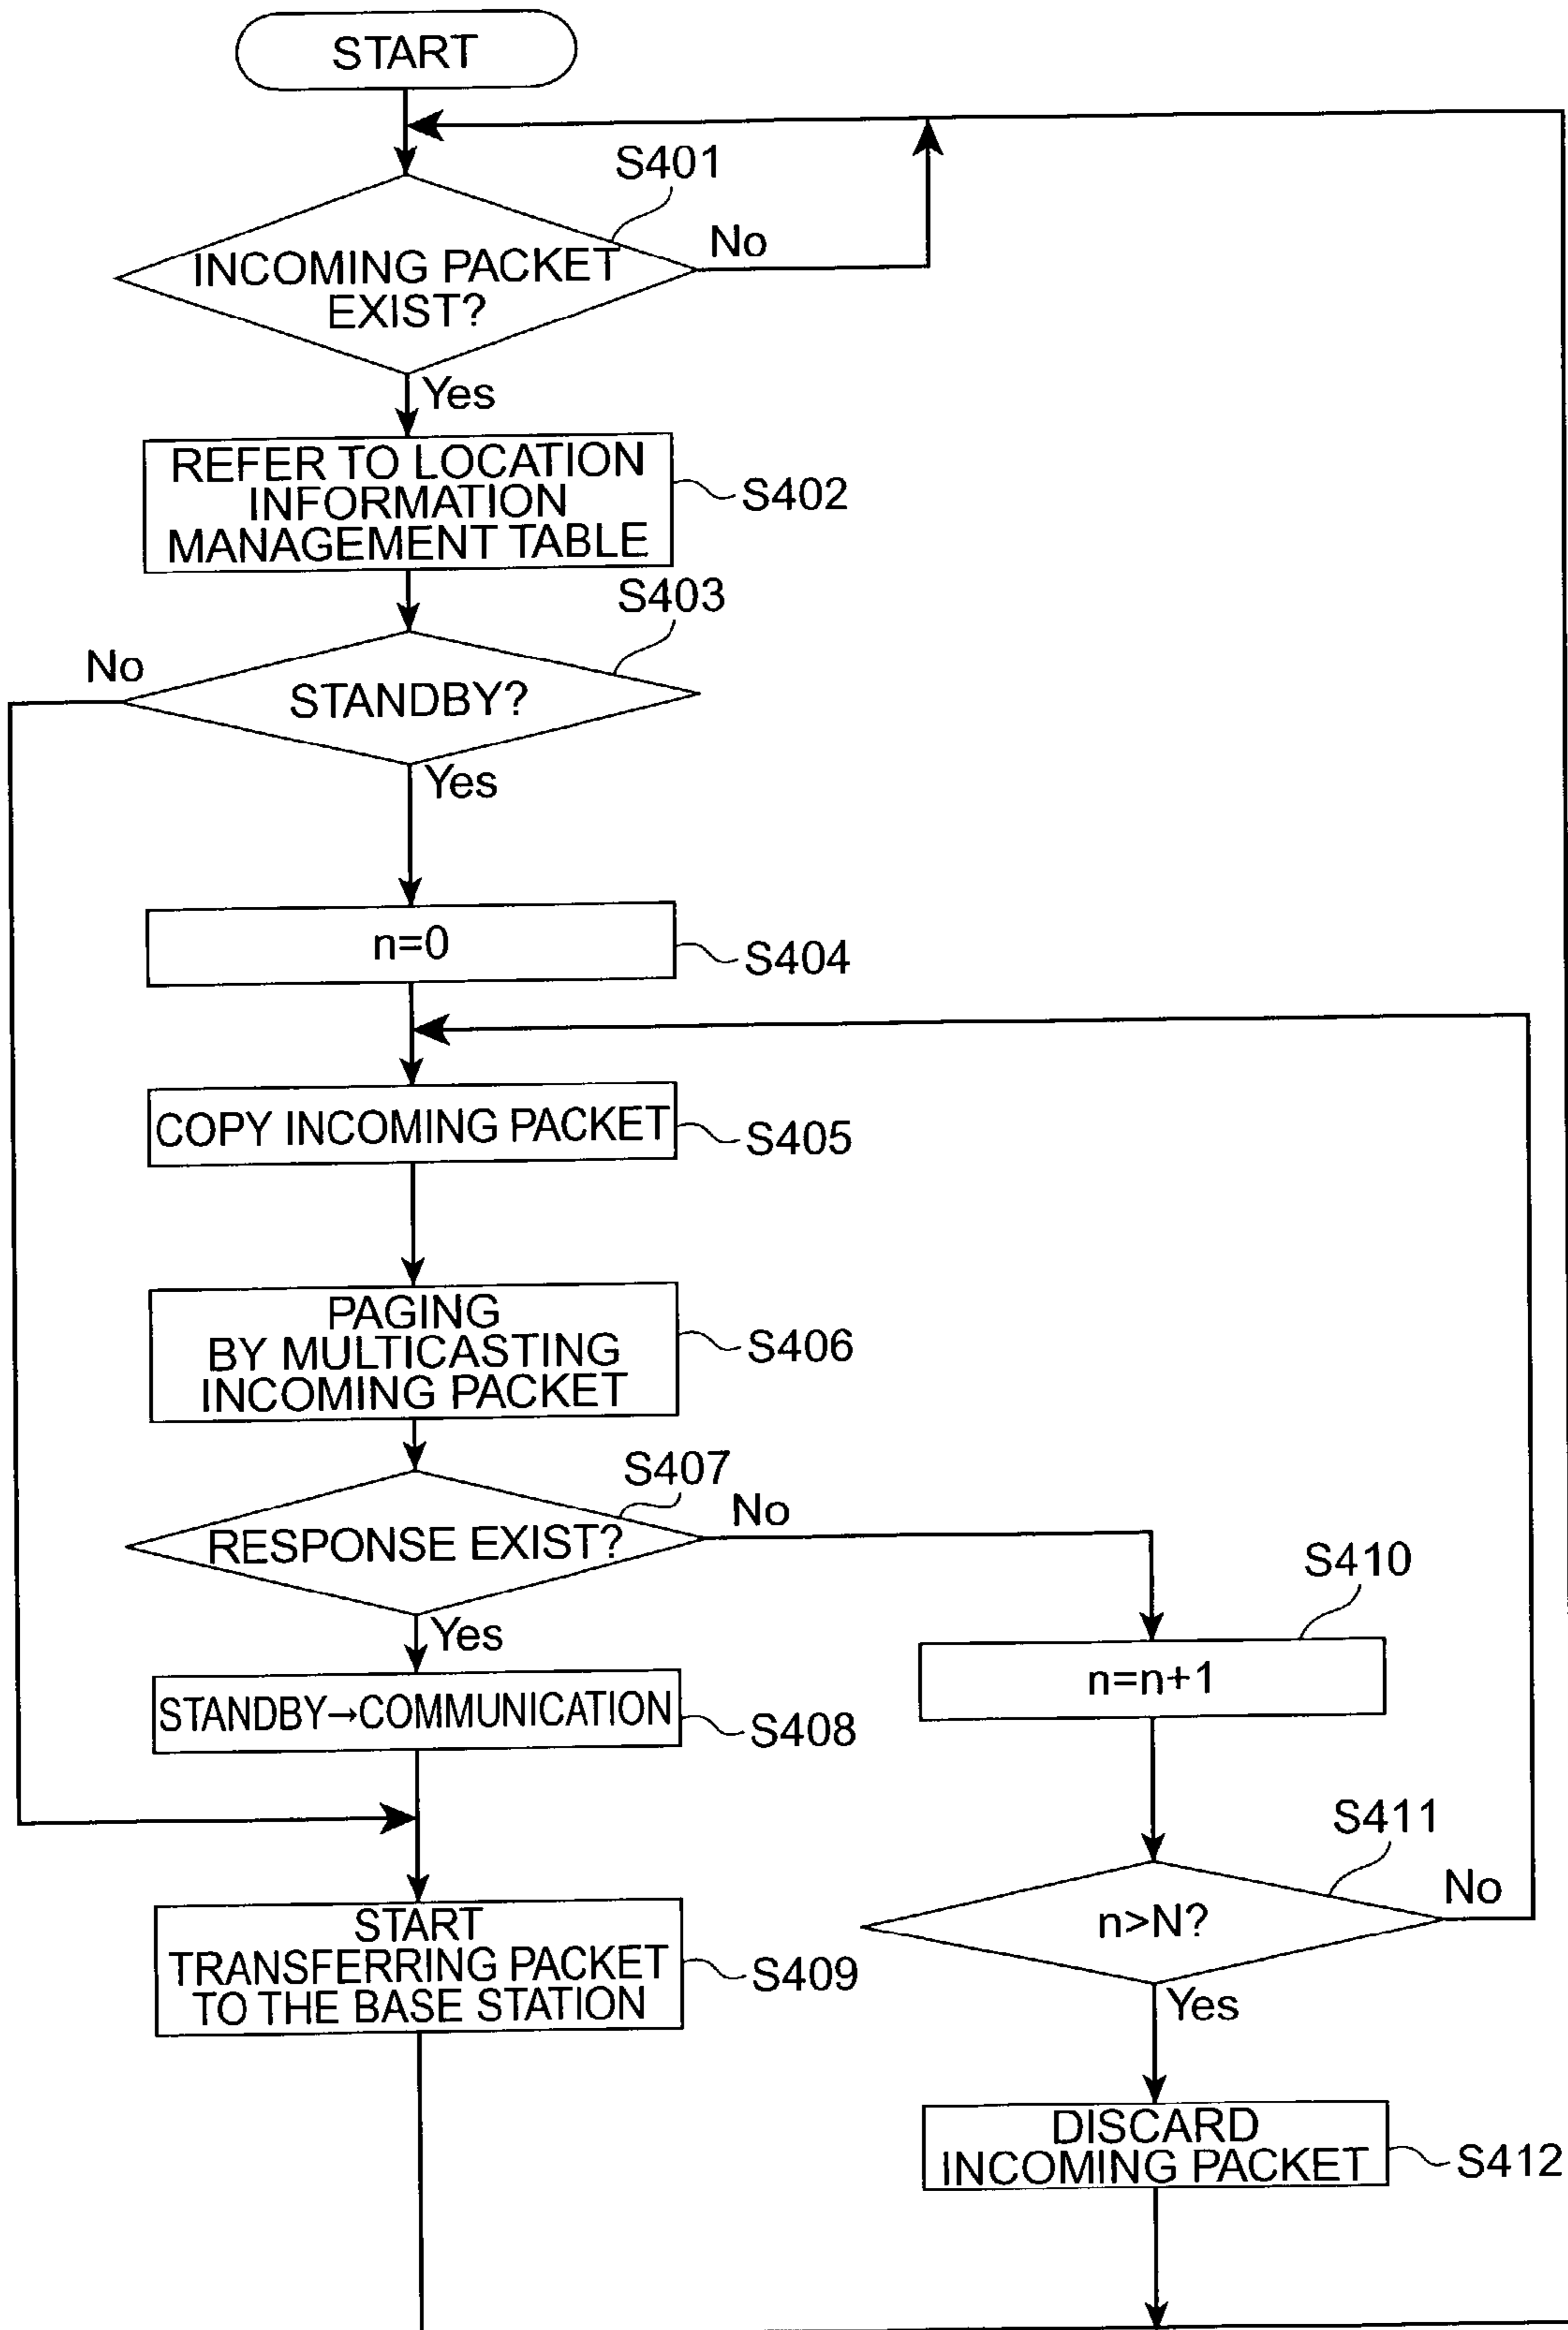 START
S401
INCOMING PACKET
EXIST?
No
Yes
REFER TO LOCATION
INFORMATION
MANAGEMENT TABLE
S402
S403
No
STANDBY?
Yes
n=0
S404
COPY INCOMING PACKET
S405
PAGING
BY MULTICASTING
INCOMING PACKET
S406
S407
RESPONSE EXIST?
No
Yes
STANDBY→COMMUNICATION
S408
START
TRANSFERRING PACKET
TO THE BASE STATION
S409
S410
n=n+1
S411
n>N?
No
Yes
DISCARD
INCOMING PACKET
S412